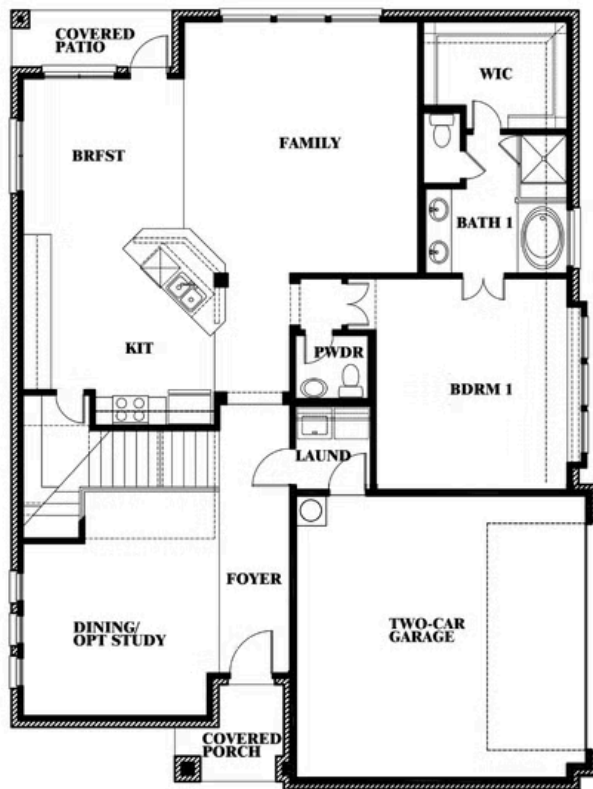 COVERED
PATIO
WIC
FAMILY
BRFST
BATH 1
KIT
PWDR
BDRM 1
LAUND
FOYER
DINING/
OPT STUDY
TWO-CAR
GARAGE
COVERED
PORCH